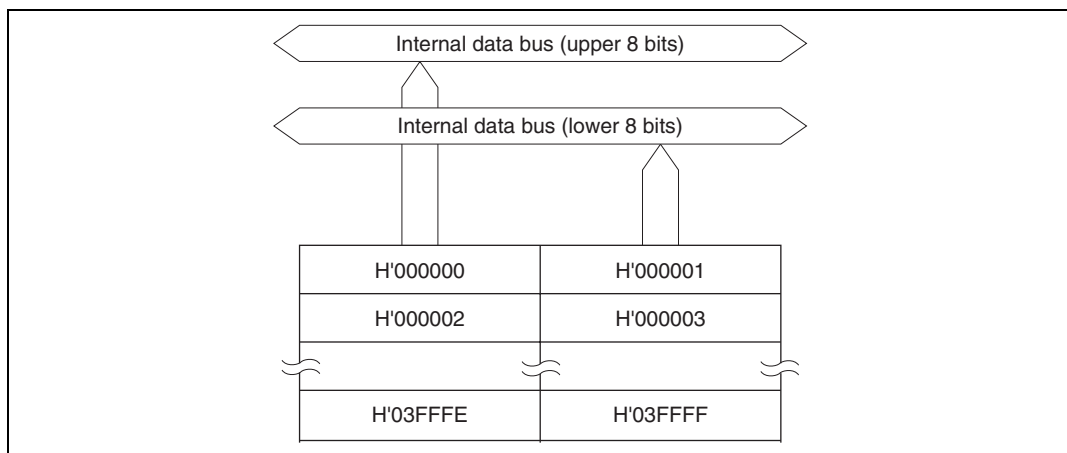 Internal data bus (upper 8 bits)
Internal data bus (lower 8 bits)
H'000000 H'000001
H'000002 H'000003
H'03FFFE H'03FFFF